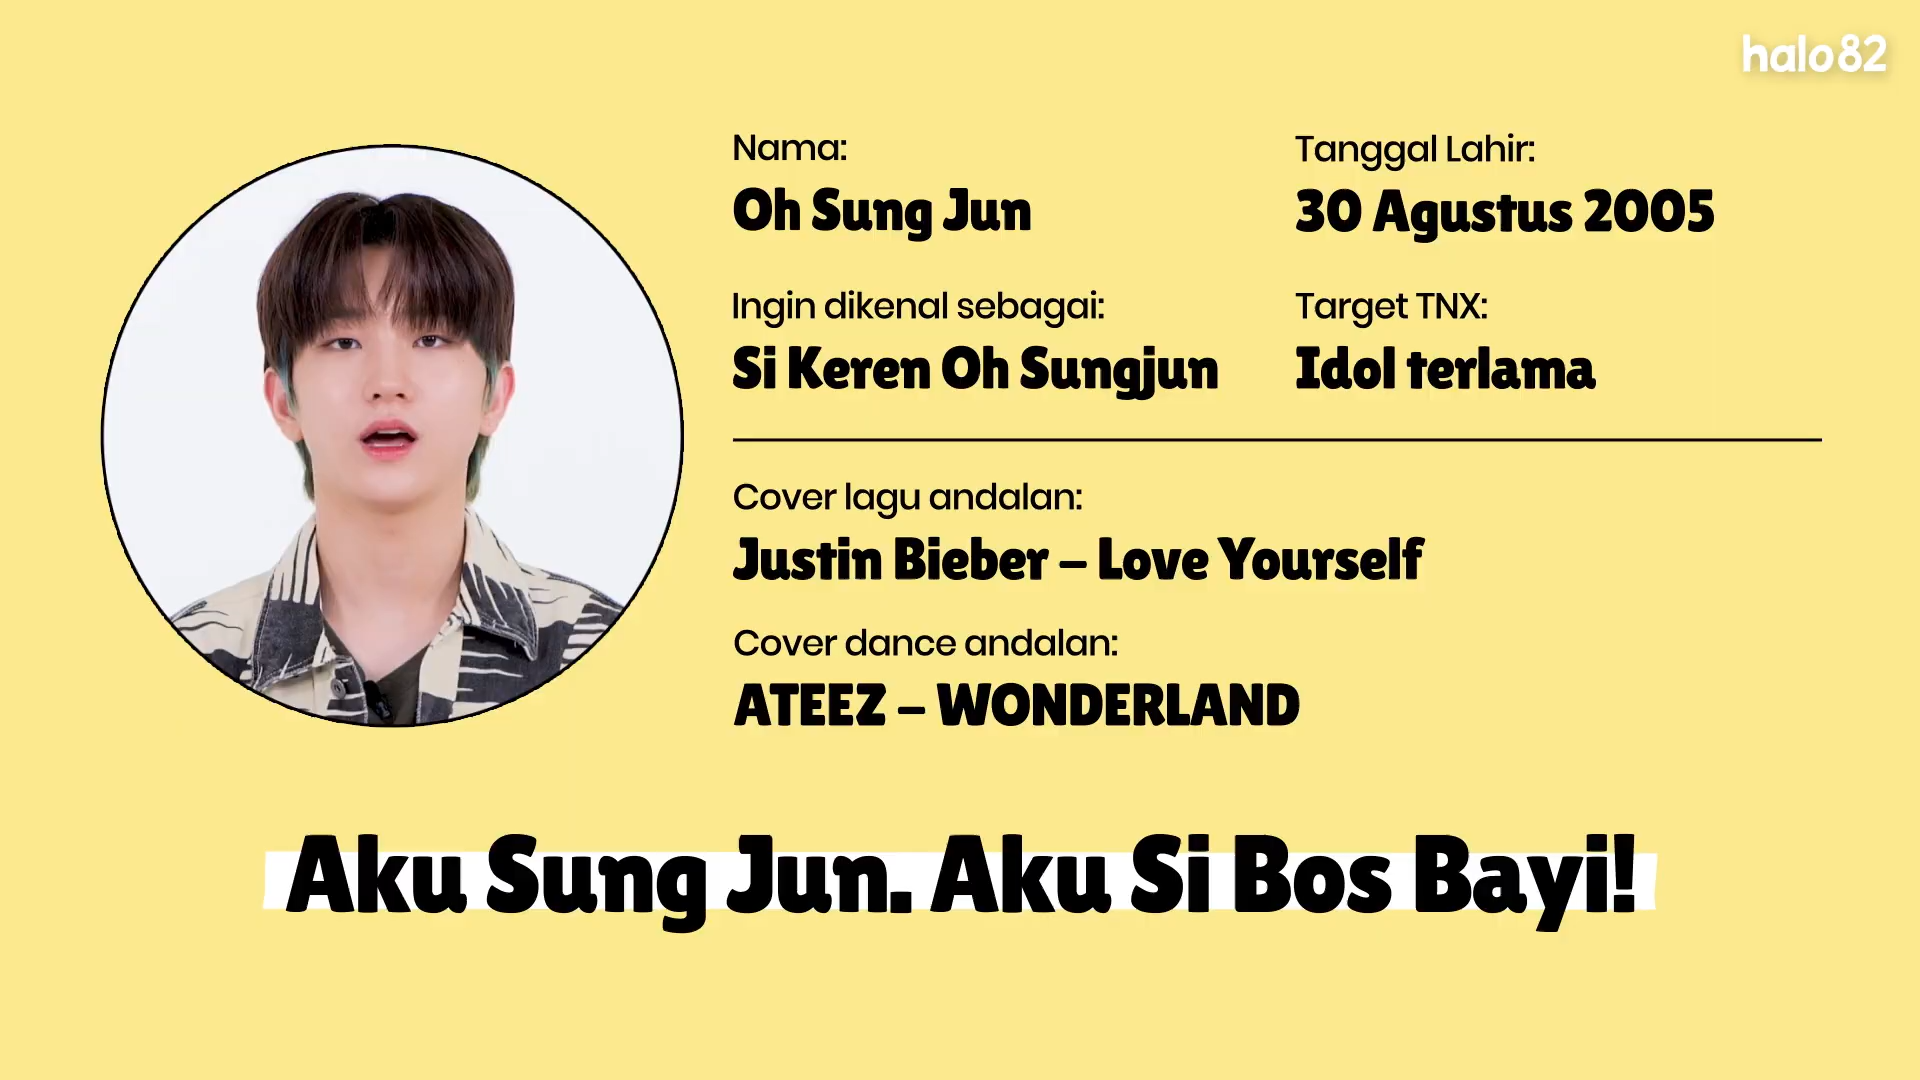 halo82
Nama:
Oh Sung Jun
Tanggal Lahir:
30 Agustus 2005
Ingin dikenal sebagai:
Si Keren Oh Sungjun
Target TNX:
Idol terlama
Cover lagu andalan:
Justin Bieber - Love Yourself
Cover dance andalan:
ATEEZ - WONDERLAND
Aku Sung Jun. Aku Si Bos Bayi!